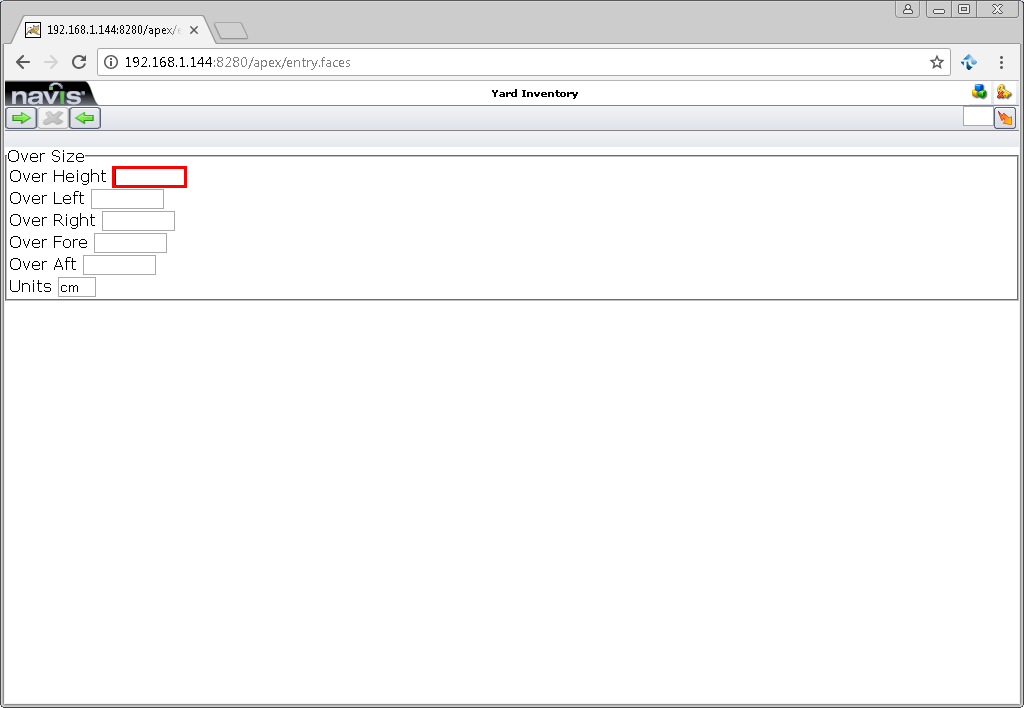 192.168.1.144:8280/apex/e
192.168.1.144:8280/apex/entry.faces
navis
Yard Inventory
Over Size
Over Height
Over Left
Over Right
Over Fore
Over Aft
Units cm